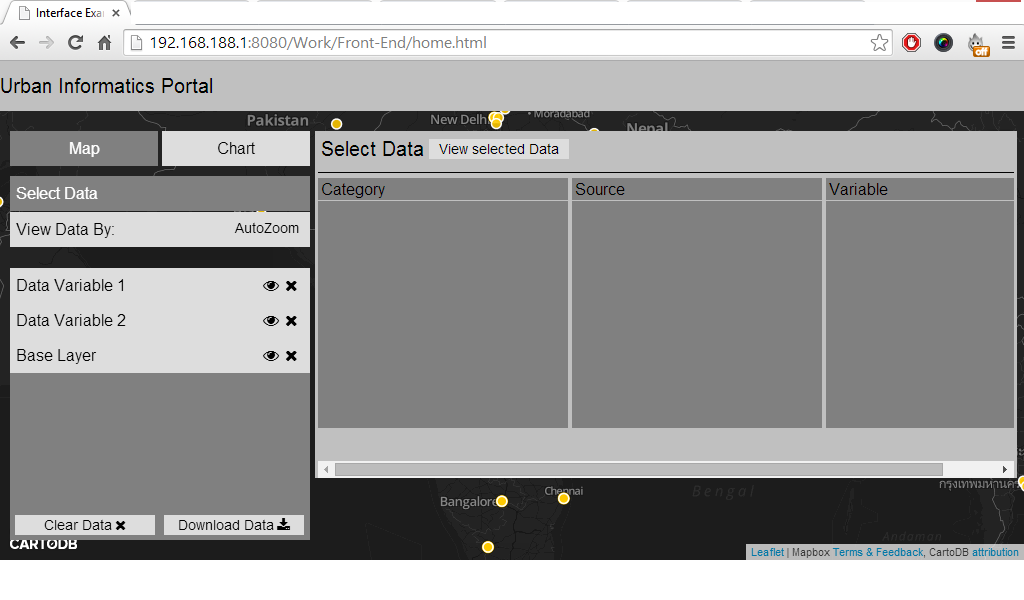 Interface Exa
192.168.188.1:8080/Work/Front-End/home.html
off
Urban Informatics Portal
Pakistan
New Delhi
• Moradabad
Nepal
Map
Chart
Select Data
View Data By:
AutoZoom
Data Variable 1
Data Variable 2
Base Layer
Clear Data
Download Data
Select Data
View selected Data
Category
Source
Variable
Bangalore
Chennai
Bengal
Andaman
กรุงเทพมหานคร
CARTODB
Leaflet | Mapbox Terms & Feedback, CartoDB attribution